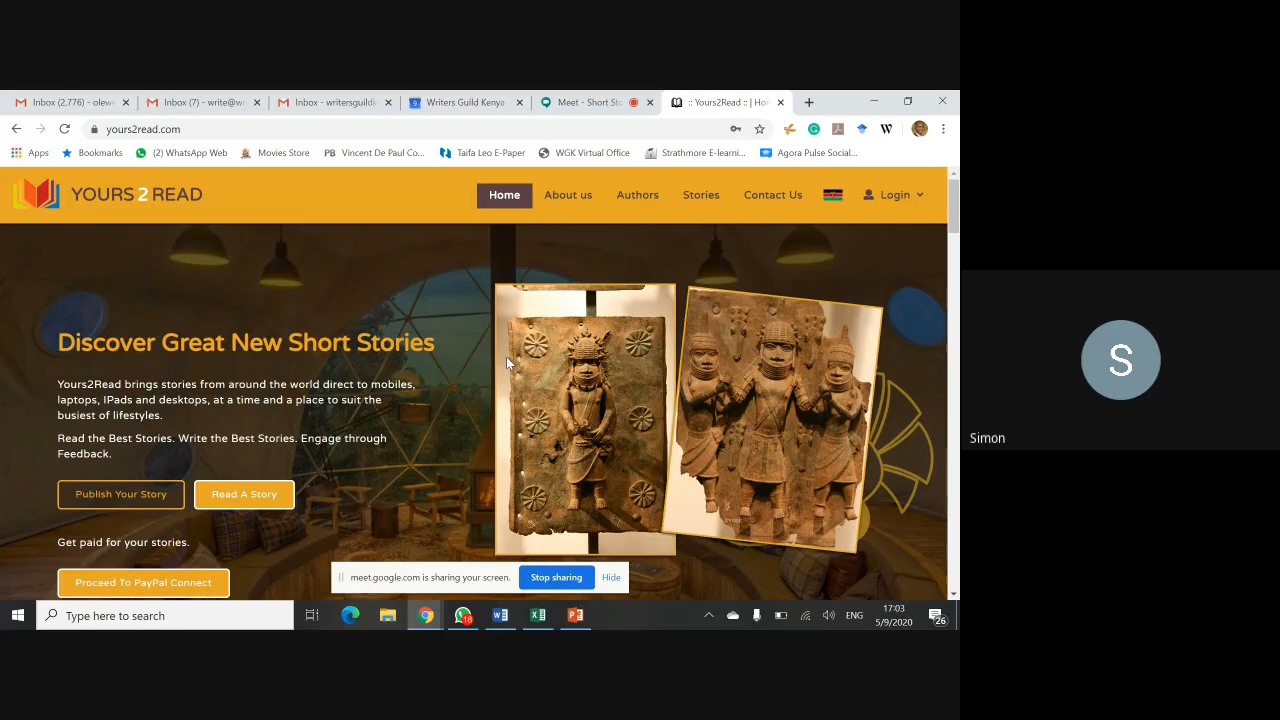 Inbox (2,776) - olew
Inbox (7) - write@w
Inbox - writersguildk
Writers Guild Kenya
Meet - Short Sto
:: Yours2Read :: | Ho
yours2read.com
Apps
Bookmarks
(2) WhatsApp Web
Movies Store
PB Vincent De Paul Co...
Taifa Leo E-Paper
WGK Virtual Office
Strathmore E-learni...
Agora Pulse Social...
YOURS 2 READ
Home
About us
Authors
Stories
Contact Us
Login
Discover Great New Short Stories
Yours2Read brings stories from around the world direct to mobiles,
laptops, IPads and desktops, at a time and a place to suit the
busiest of lifestyles.
Read the Best Stories. Write the Best Stories. Engage through
Feedback.
Publish Your Story
Read A Story
Get paid for your stories.
Proceed To PayPal Connect
meet.google.com is sharing your screen.
Stop sharing
Hide
Type here to search
18
ENG
17:03
5/9/2020
26
S
Simon